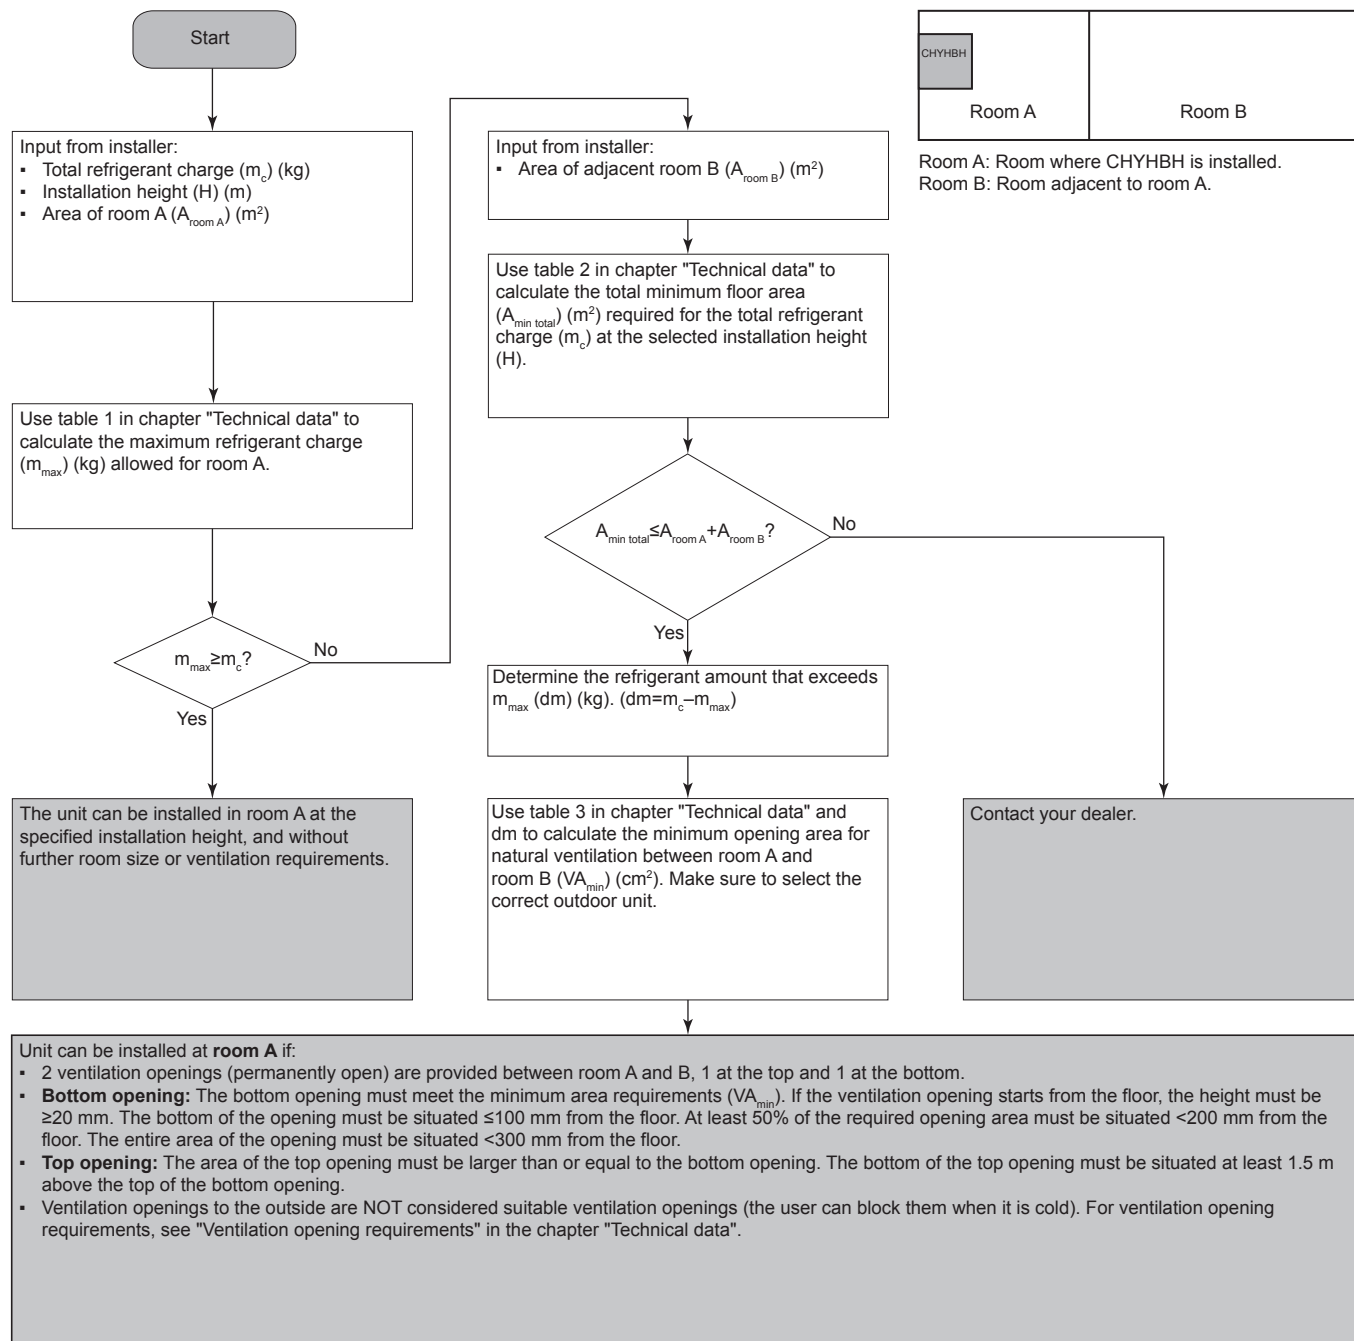 Start
Input from installer:
▪ Total refrigerant charge (mc) (kg)
▪ Installation height (H) (m)
▪ Area of room A (Aroom A) (m²)
Use table 1 in chapter "Technical data" to
calculate the maximum refrigerant charge
(mmax) (kg) allowed for room A.
mmax≥mc?
No
Yes
The unit can be installed in room A at the
specified installation height, and without
further room size or ventilation requirements.
Input from installer:
▪ Area of adjacent room B (Aroom B) (m²)
Use table 2 in chapter "Technical data" to
calculate the total minimum floor area
(Amin total) (m²) required for the total refrigerant
charge (mc) at the selected installation height
(H).
Amin total≤Aroom A+Aroom B?
No
Yes
Determine the refrigerant amount that exceeds
mmax (dm) (kg). (dm=mc–mmax)
Use table 3 in chapter "Technical data" and
dm to calculate the minimum opening area for
natural ventilation between room A and
room B (VAmin) (cm²). Make sure to select the
correct outdoor unit.
CHYHBH
Room A
Room B
Room A: Room where CHYHBH is installed.
Room B: Room adjacent to room A.
Contact your dealer.
Unit can be installed at room A if:
▪ 2 ventilation openings (permanently open) are provided between room A and B, 1 at the top and 1 at the bottom.
▪ Bottom opening: The bottom opening must meet the minimum area requirements (VAmin). If the ventilation opening starts from the floor, the height must be
≥20 mm. The bottom of the opening must be situated ≤100 mm from the floor. At least 50% of the required opening area must be situated <200 mm from the
floor. The entire area of the opening must be situated <300 mm from the floor.
▪ Top opening: The area of the top opening must be larger than or equal to the bottom opening. The bottom of the top opening must be situated at least 1.5 m
above the top of the bottom opening.
▪ Ventilation openings to the outside are NOT considered suitable ventilation openings (the user can block them when it is cold). For ventilation opening
requirements, see "Ventilation opening requirements" in the chapter "Technical data".